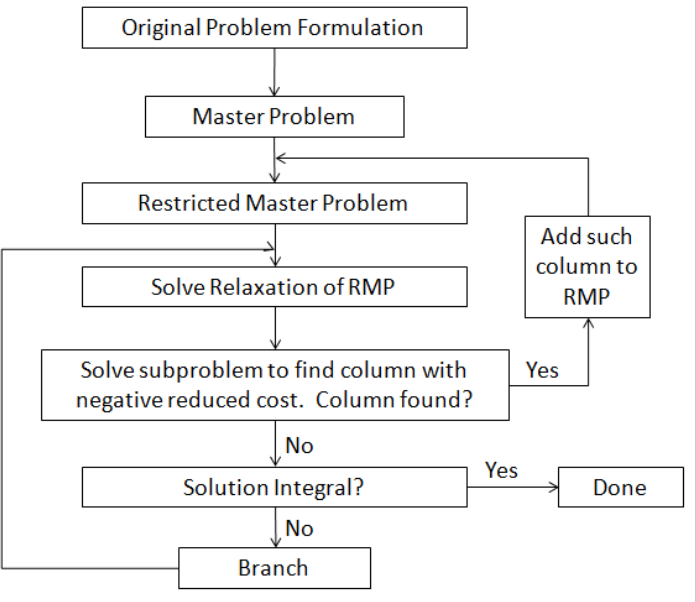 Original Problem Formulation
Master Problem
Restricted Master Problem
Add such
column to
RMP
Solve Relaxation of RMP
Solve subproblem to find column with
negative reduced cost.  Column found?
Yes
No
Solution Integral?
Yes
Done
No
Branch